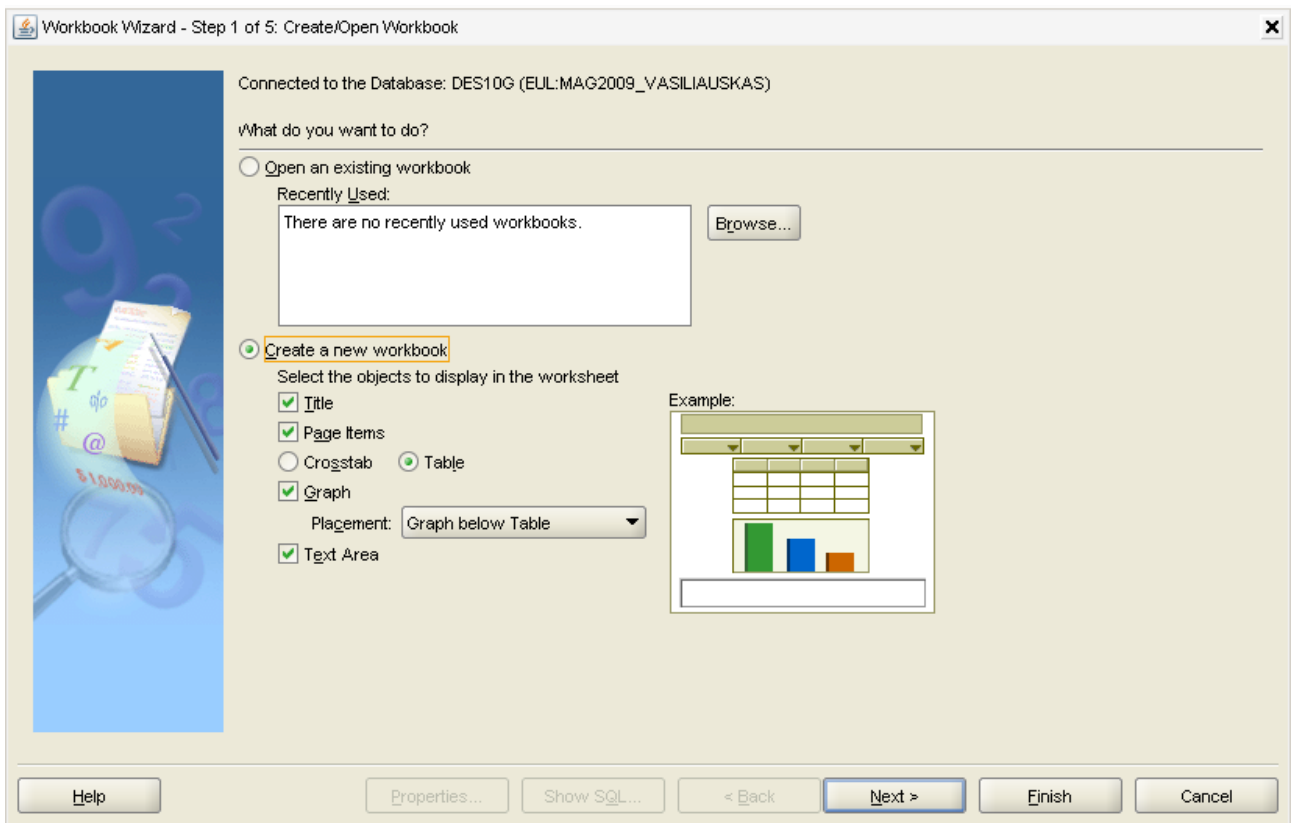 Workbook Wizard - Step 1 of 5: Create/Open Workbook
Connected to the Database: DES10G (EUL:MAG2009_VASILIAUSKAS)
What do you want to do?
Open an existing workbook
Recently Used:
There are no recently used workbooks.
Browse...
Create a new workbook
Select the objects to display in the worksheet
Title
Example:
Page Items
Crosstab Table
Graph
Placement: Graph below Table
Text Area
Help Properties... Show SQL... < Back Next > Finish Cancel